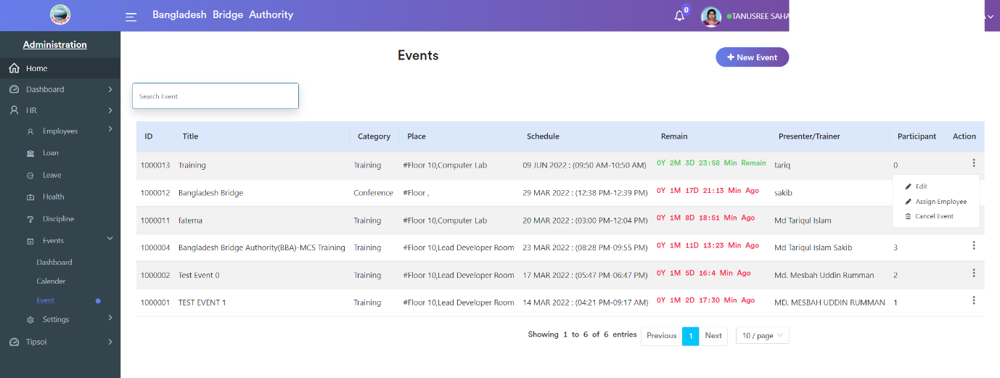 Bangladesh Bridge Authority
0
TANUSREE SAHA
Administration
Home
Dashboard
HR
Employees
Loan
Leave
Health
Discipline
Events
Dashboard
Calender
Event
Settings
Tipsoi
Events
New Event
Search Event
ID Title Category Place Schedule Remain Presenter/Trainer Participant Action
1000013 Training Training #Floor 10,Computer Lab 09 JUN 2022 : (09:50 AM-10:50 AM) 0Y 2M 3D 23:58 Min Remain tariq 0
1000012 Bangladesh Bridge Conference #Floor , 29 MAR 2022 : (12:38 PM-12:39 PM) 0Y 1M 17D 21:13 Min Ago sakib
1000011 fatema Training #Floor 10,Computer Lab 20 MAR 2022 : (03:00 PM-12:04 PM) 0Y 1M 8D 18:51 Min Ago Md Tariqul Islam
1000004 Bangladesh Bridge Authority(BBA)-MCS Training Training #Floor 10,Lead Developer Room 23 MAR 2022 : (08:28 PM-09:55 PM) 0Y 1M 11D 13:23 Min Ago Md Tariqul Islam Sakib 3
1000002 Test Event 0 Training #Floor 10,Lead Developer Room 17 MAR 2022 : (05:47 PM-06:47 PM) 0Y 1M 5D 16:4 Min Ago Md. Mesbah Uddin Rumman 2
1000001 TEST EVENT 1 Training #Floor 10,Lead Developer Room 14 MAR 2022 : (04:21 PM-09:17 AM) 0Y 1M 2D 17:30 Min Ago MD. MESBAH UDDIN RUMMAN 1
Edit
Assign Employee
Cancel Event
Showing 1 to 6 of 6 entries Previous 1 Next 10 / page